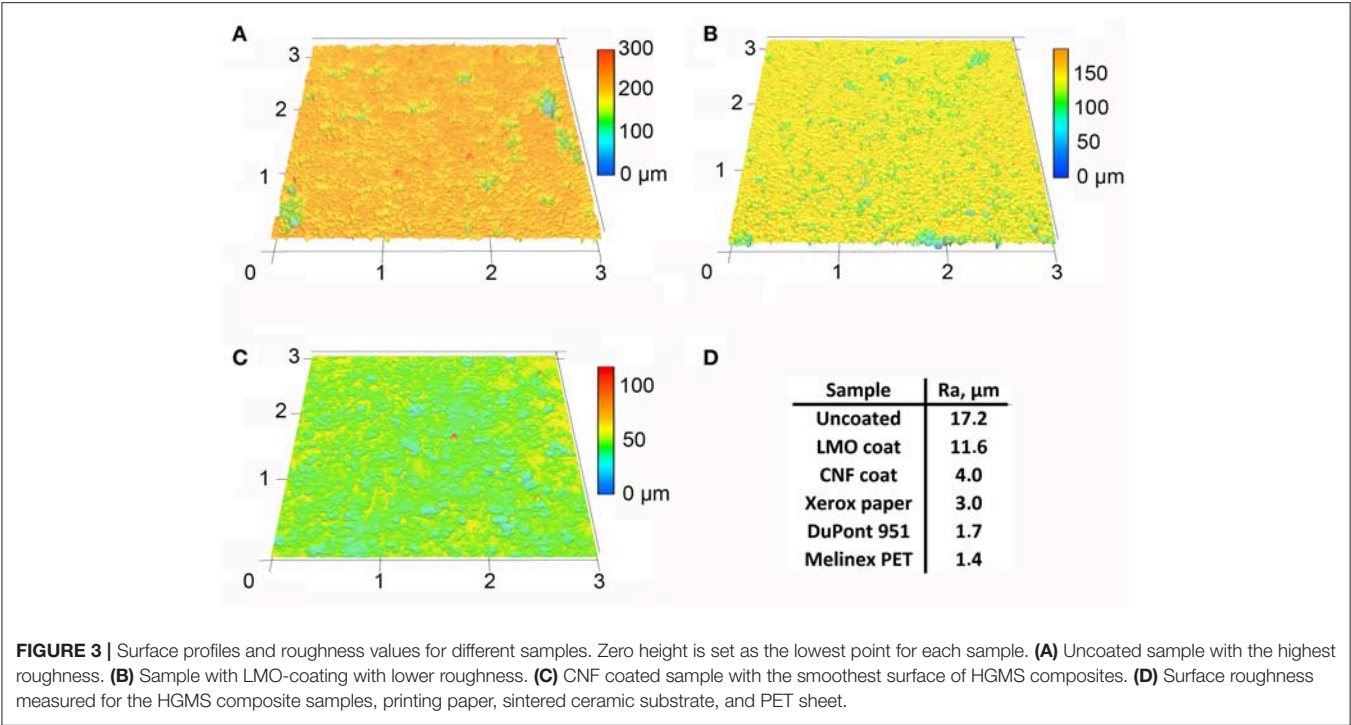 A
3
2
1
0
1
2
3
300
200
100
0 µm
B
3
2
1
0
1
2
3
150
100
50
0 µm
C
3
2
1
0
1
2
3
100
50
0 µm
D
Sample Ra, µm
Uncoated 17.2
LMO coat 11.6
CNF coat 4.0
Xerox paper 3.0
DuPont 951 1.7
Melinex PET 1.4
FIGURE 3 | Surface profiles and roughness values for different samples. Zero height is set as the lowest point for each sample. (A) Uncoated sample with the highest
roughness. (B) Sample with LMO-coating with lower roughness. (C) CNF coated sample with the smoothest surface of HGMS composites. (D) Surface roughness
measured for the HGMS composite samples, printing paper, sintered ceramic substrate, and PET sheet.